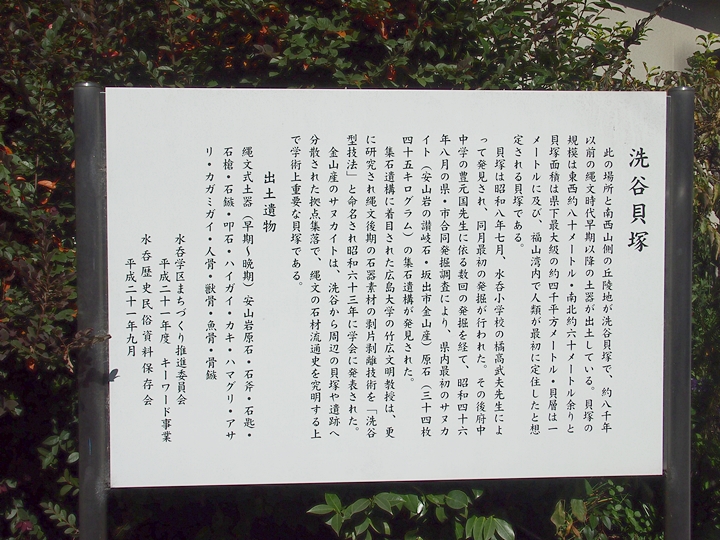 洗谷貝塚
此の場所と南西山側の丘陵地が洗谷貝塚で、約八千年
以前の縄文時代早期以降の土器が出土している。貝塚の
規模は東西約八十メートル・南北約六十メートル余りと
貝塚面積は県下最大級の約四千平方メートル・貝層は一
メートルに及び、福山湾内で人類が最初に定住したと想
定される貝塚である。
貝塚は昭和八年七月、水呑小学校の橘高武夫先生によ
って発見され、同月最初の発掘が行われた。その後府中
中学の豊元国先生に依る数回の発掘を経て、昭和四十六
年八月の県・市合同発掘調査により、県内最初のサヌカ
イト（安山岩の讃岐石・坂出市金山産）原石（三十四枚
四十五キログラム）の集石遺構が発見された。
集石遺構に着目された広島大学の竹広文明教授は、更
に研究され縄文後期の石器素材の剥片剥離技術を「洗谷
型技法」と命名され昭和六十三年に学会に発表された。
金山産のサヌカイトは、洗谷から周辺の貝塚や遺跡へ
分散された拠点集落で、縄文の石材流通史を究明する上
で学術上重要な貝塚である。
出土遺物
縄文式土器（早期～晩期）安山岩原石・石斧・石匙・
石槍・石鏃・叩石・ハイガイ・カキ・ハマグリ・アサ
リ・カガミガイ・人骨・獣骨・魚骨・骨鏃
水呑学区まちづくり推進委員会
平成二十一年度 キーワード事業
水呑歴史民俗資料保存会
平成二十一年九月